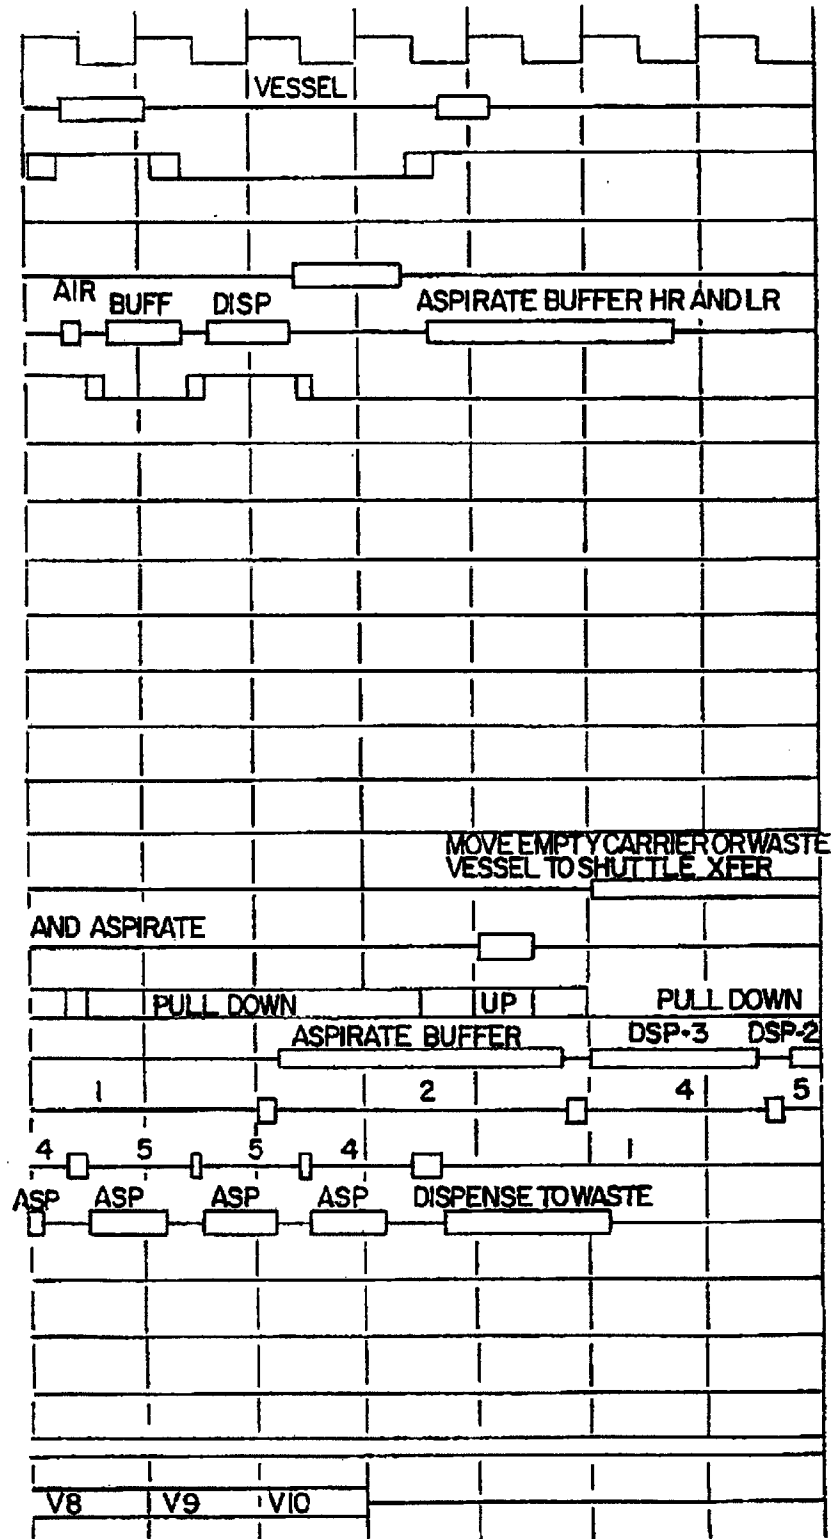 VESSEL
AIR BUFF DISP ASPIRATE BUFFER HR AND LR
MOVE EMPTY CARRIER OR WASTE
VESSEL TO SHUTTLE XFER
AND ASPIRATE
PULL DOWN UP PULL DOWN
ASPIRATE BUFFER DSP-3 DSP-2
1 2 4 5
4 5 5 4 1
ASP ASP ASP ASP DISPENSE TO WASTE
V8 V9 V10